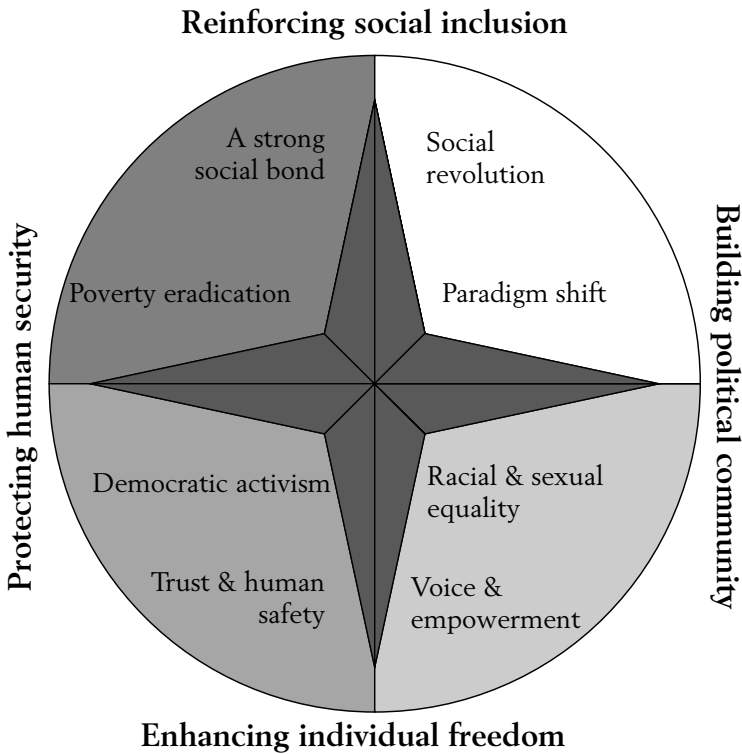 Reinforcing social inclusion
A strong
social bond
Social
revolution
Poverty eradication
Paradigm shift
Protecting human security
Building political community
Democratic activism
Racial & sexual
equality
Trust & human
safety
Voice &
empowerment
Enhancing individual freedom